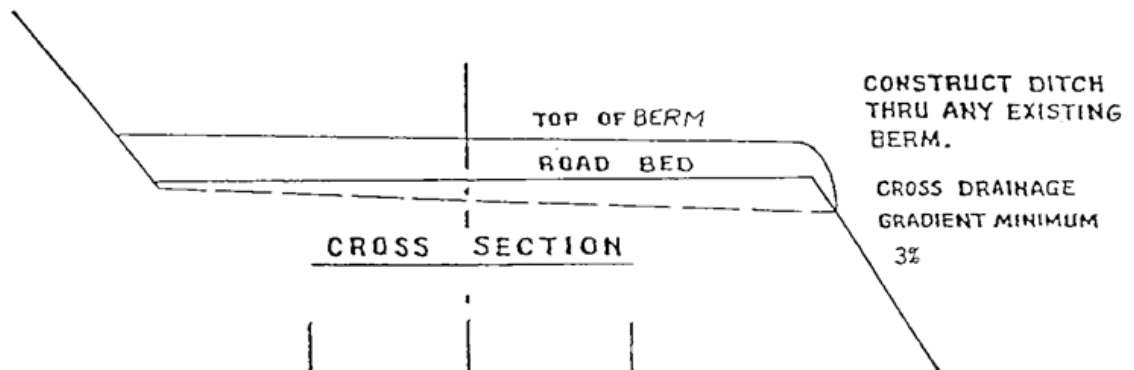 TOP OF BERM
ROAD BED
CROSS SECTION
CONSTRUCT DITCH
THRU ANY EXISTING
BERM.
CROSS DRAINAGE
GRADIENT MINIMUM
3%